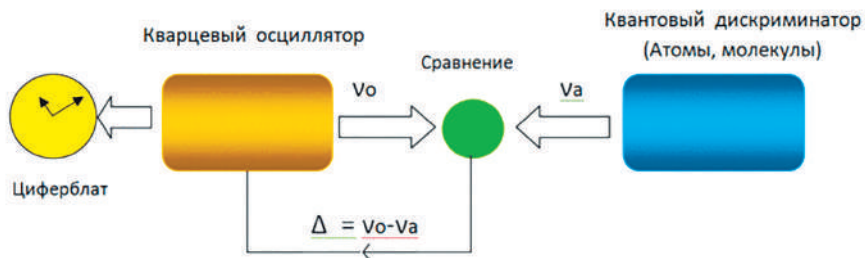 Кварцевый осциллятор
Квантовый дискриминатор
(Атомы, молекулы)
Сравнение
Vo
Va
Циферблат
Δ = Vo-Va